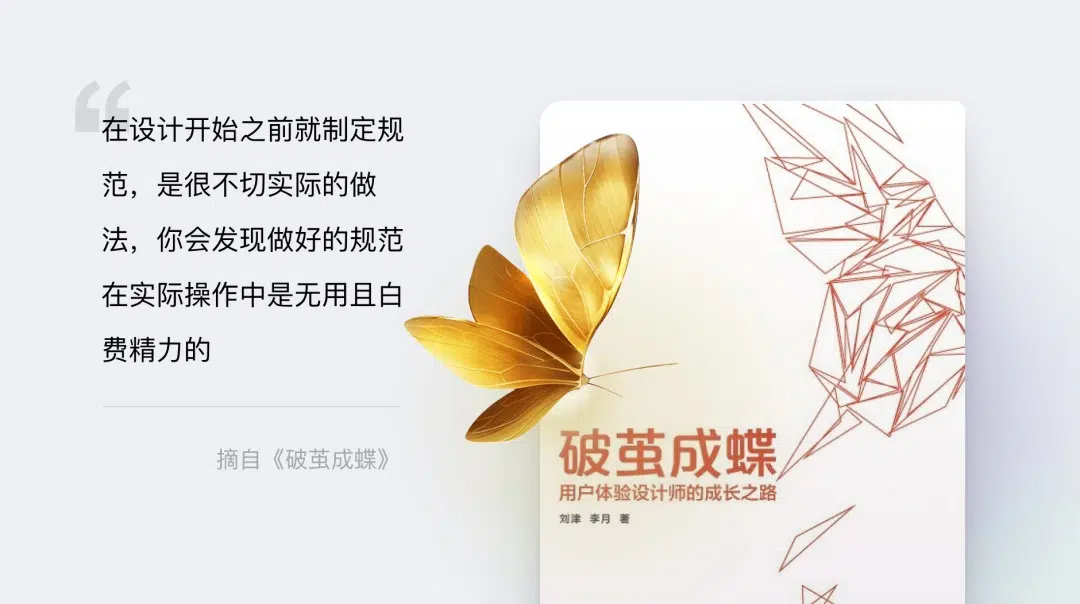 “
在设计开始之前就制定规
范，是很不切实际的做
法，你会发现做好的规范
在实际操作中是无用且白
费精力的
摘自《破茧成蝶》
破茧成蝶
用户体验设计师的成长之路
刘津 李月 著